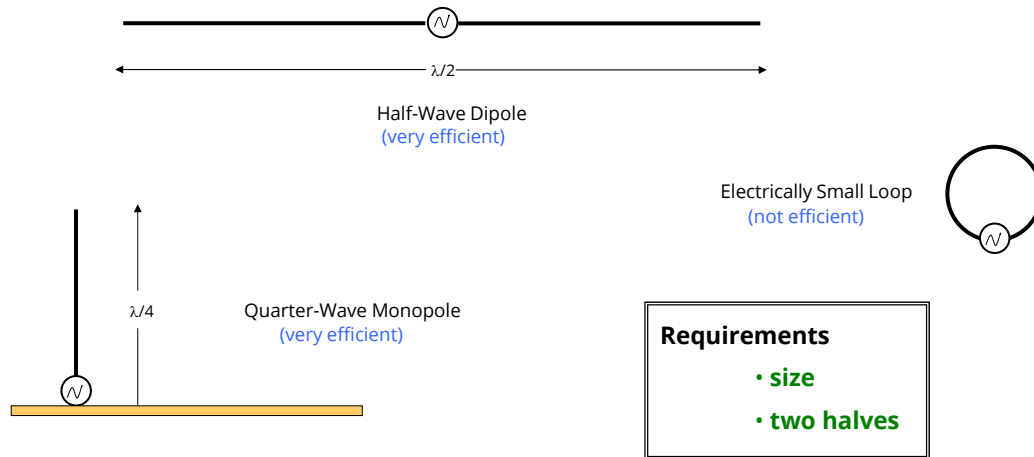 λ/2
Half-Wave Dipole
(very efficient)
Electrically Small Loop
(not efficient)
λ/4
Quarter-Wave Monopole
(very efficient)
Requirements
• size
• two halves